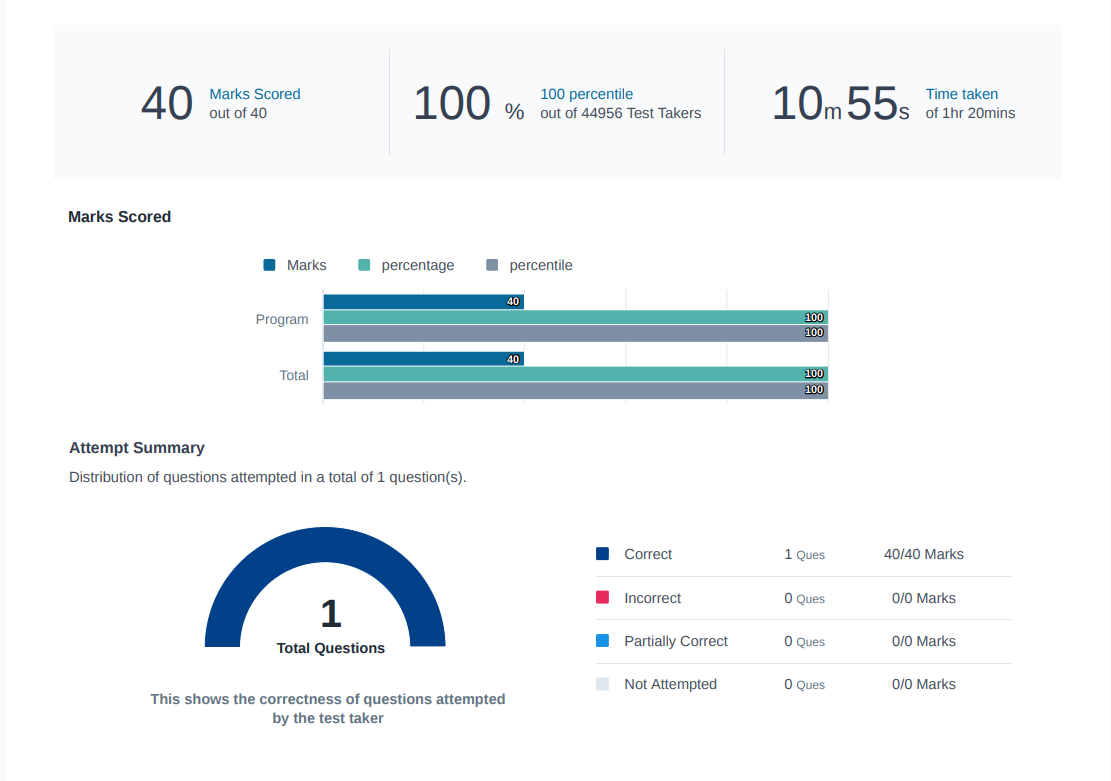 40 Marks Scored
out of 40
100 % 100 percentile
out of 44956 Test Takers
10m 55s Time taken
of 1hr 20mins
Marks Scored
Marks percentage percentile
40
Program 100
100
40
Total 100
100
Attempt Summary
Distribution of questions attempted in a total of 1 question(s).
1
Total Questions
This shows the correctness of questions attempted
by the test taker
Correct 1 Ques 40/40 Marks
Incorrect 0 Ques 0/0 Marks
Partially Correct 0 Ques 0/0 Marks
Not Attempted 0 Ques 0/0 Marks